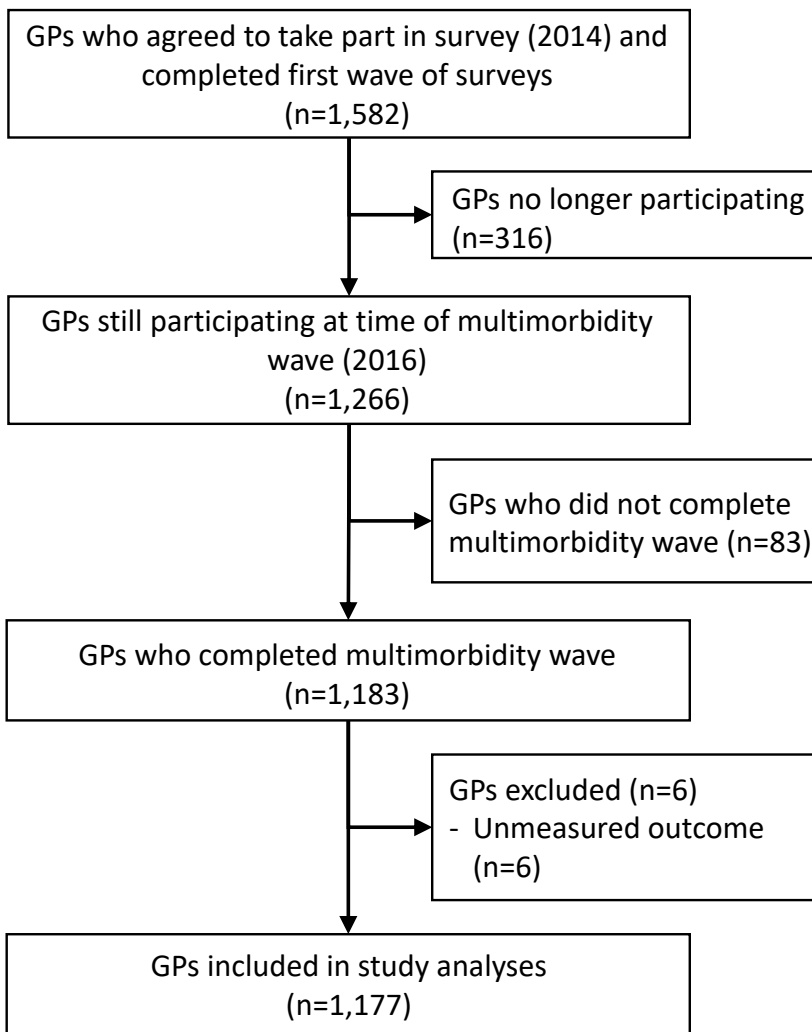 GPs who agreed to take part in survey (2014) and
completed first wave of surveys
(n=1,582)
GPs no longer participating
(n=316)
GPs still participating at time of multimorbidity
wave (2016)
(n=1,266)
GPs who did not complete
multimorbidity wave (n=83)
GPs who completed multimorbidity wave
(n=1,183)
GPs excluded (n=6)
- Unmeasured outcome
(n=6)
GPs included in study analyses
(n=1,177)